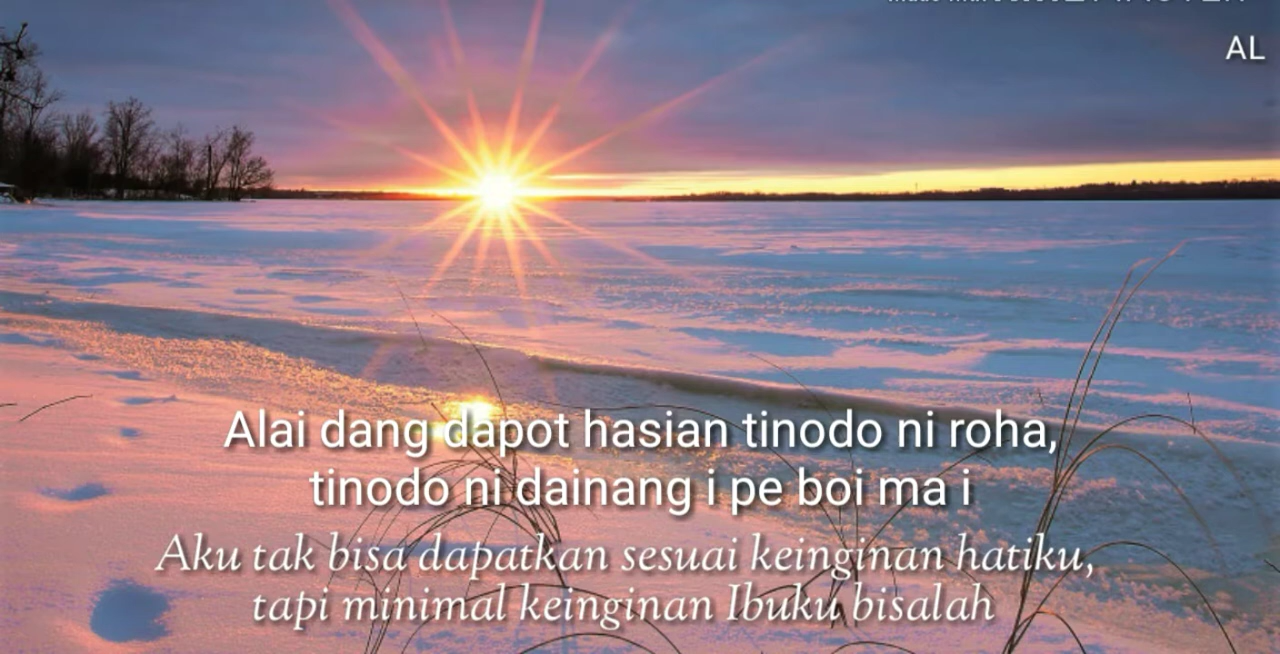 AL
Alai dang dapot hasian tinodo ni roha,
tinodo ni dainang i pe boi ma i
Aku tak bisa dapatkan sesuai keinginan hatiku,
tapi minimal keinginan Ibuku bisalah